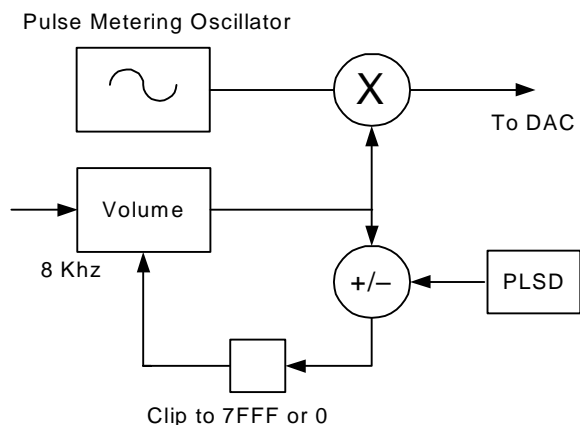 Pulse Metering Oscillator
X
To DAC
Volume
8 Khz
+/–
PLSD
Clip to 7FFF or 0